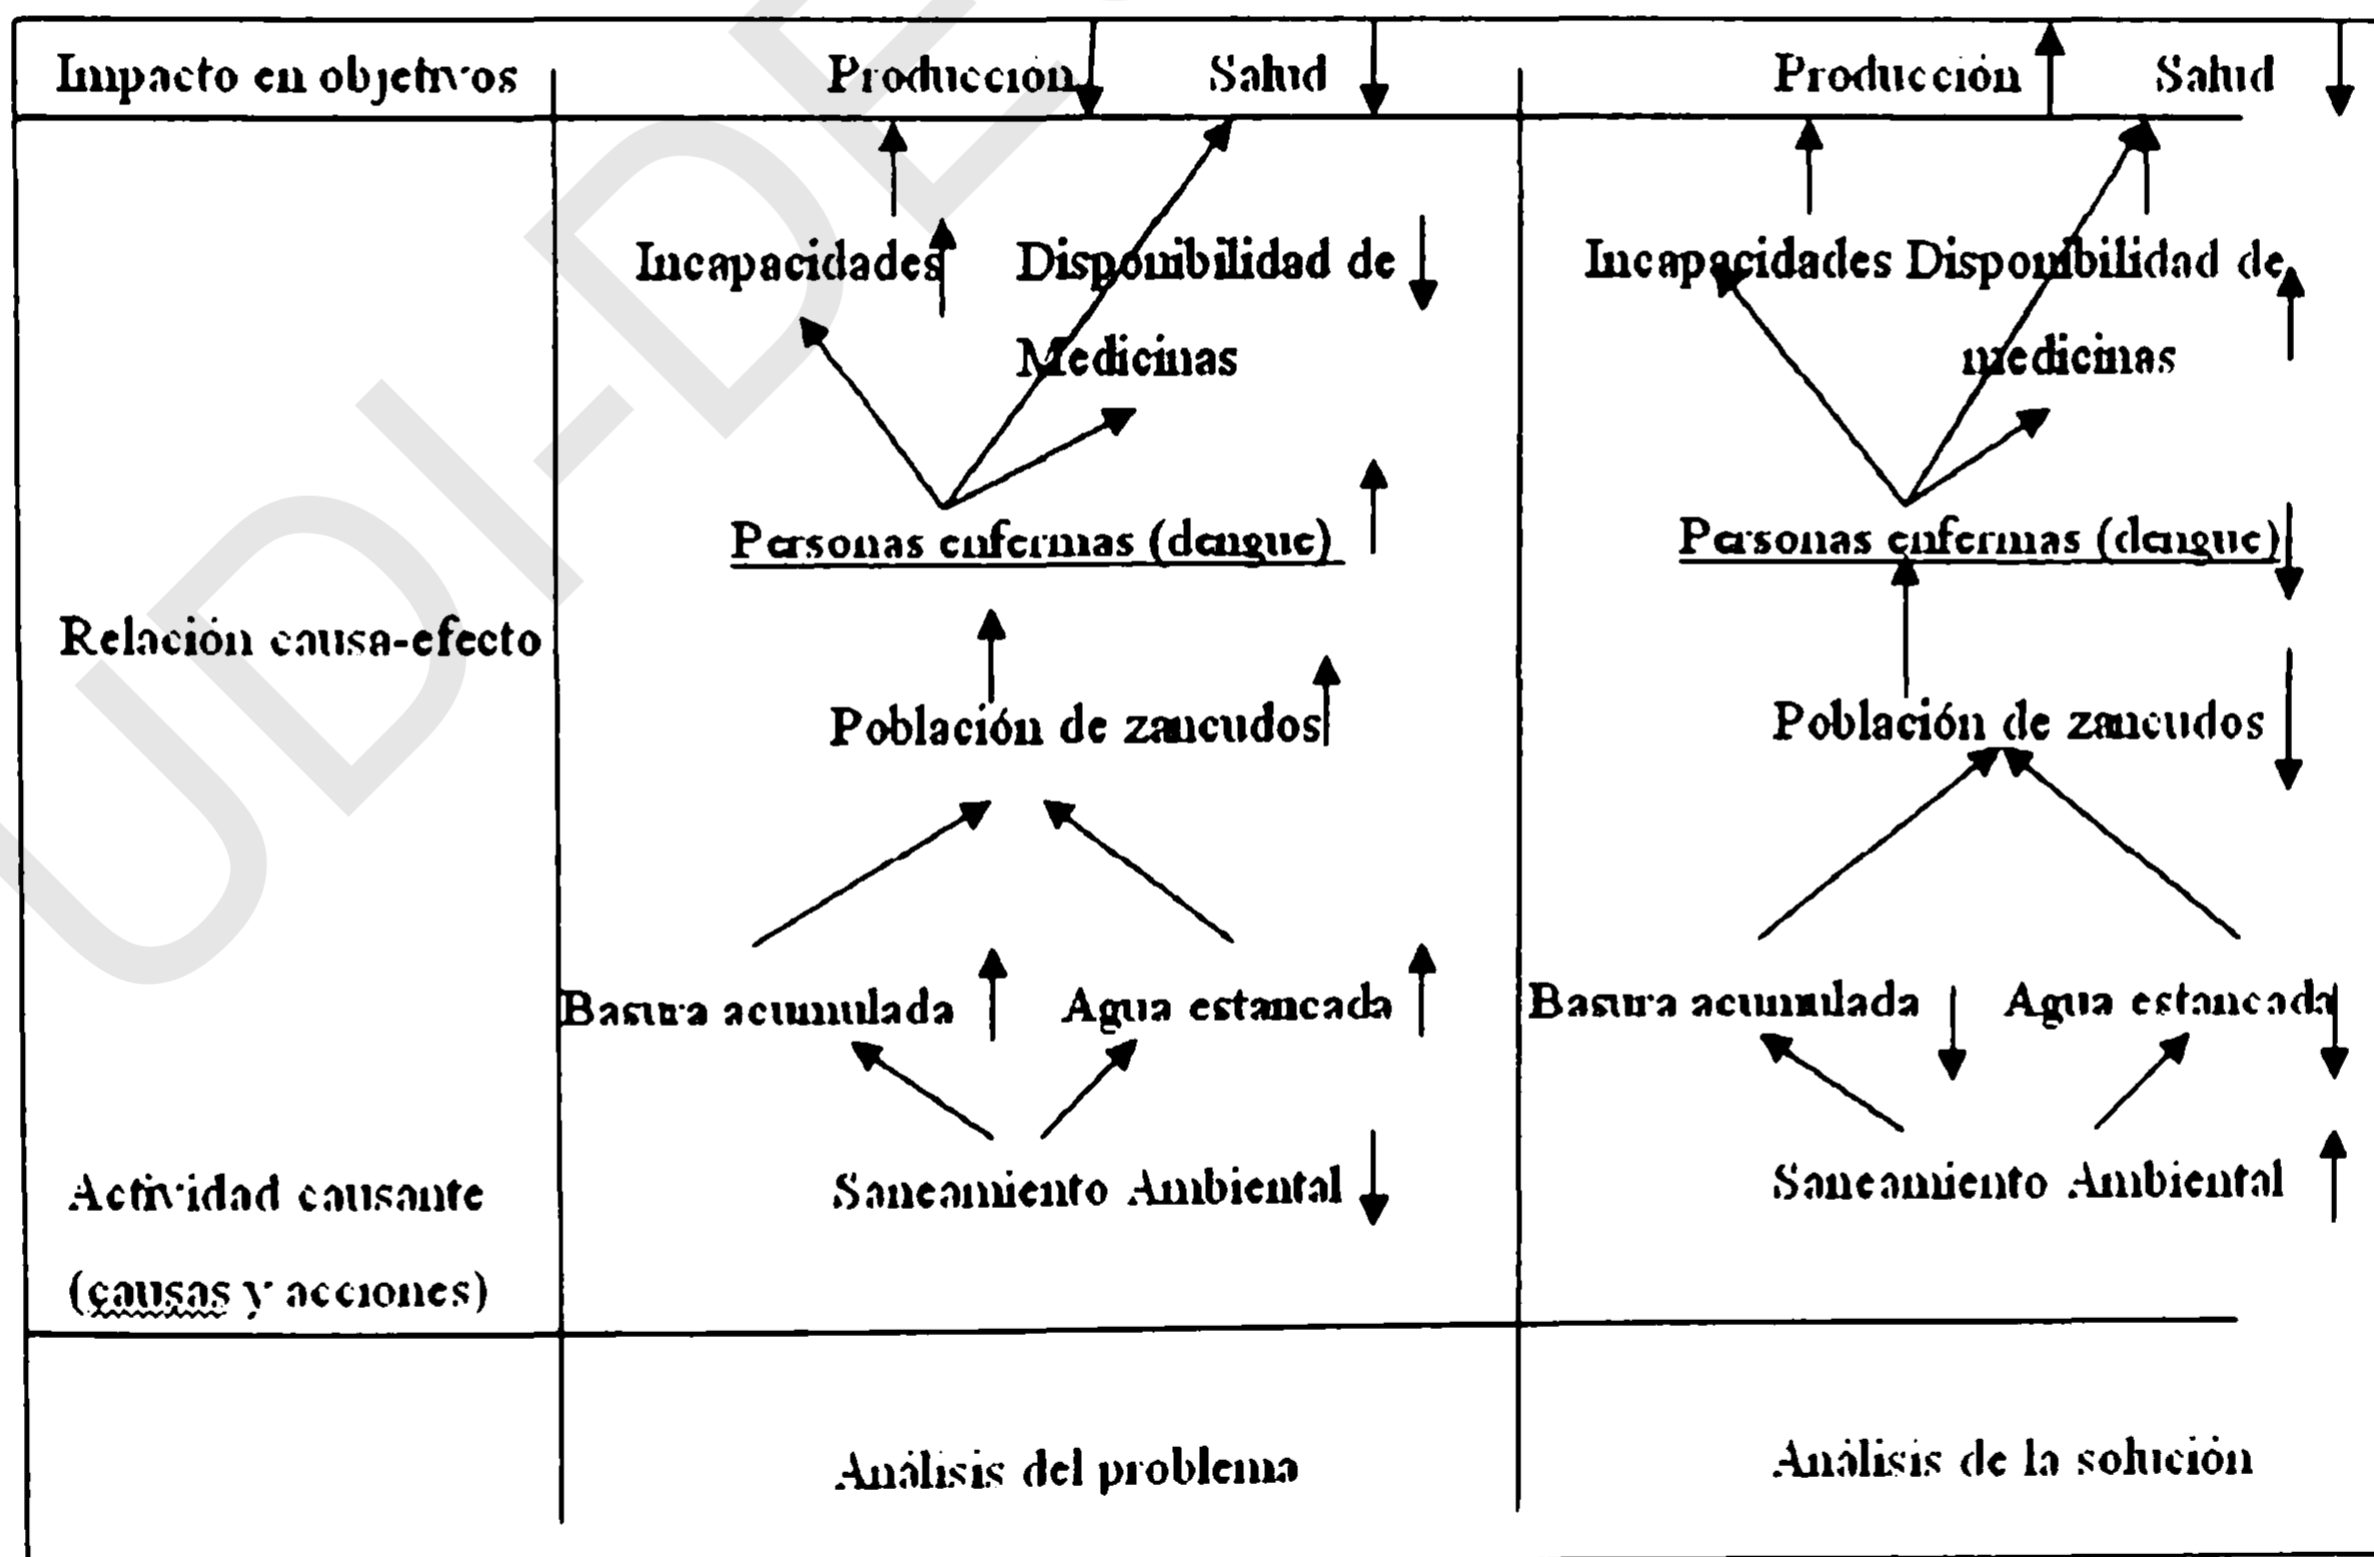 Impacto en objetivos Producción Salud Producción Salud
Incapacidades Disponibilidad de Incapacidades Disponibilidad de
Medicinas medicinas
Personas enfermas (dengue) Personas enfermas (dengue)
Relación causa-efecto
Población de zancudos Población de zancudos
Basura acumulada Agua estancada Basura acumulada Agua estancada
Actividad causante Saneamiento Ambiental Saneamiento Ambiental
(causas y acciones)
Análisis del problema Análisis de la solución
UDI-DE